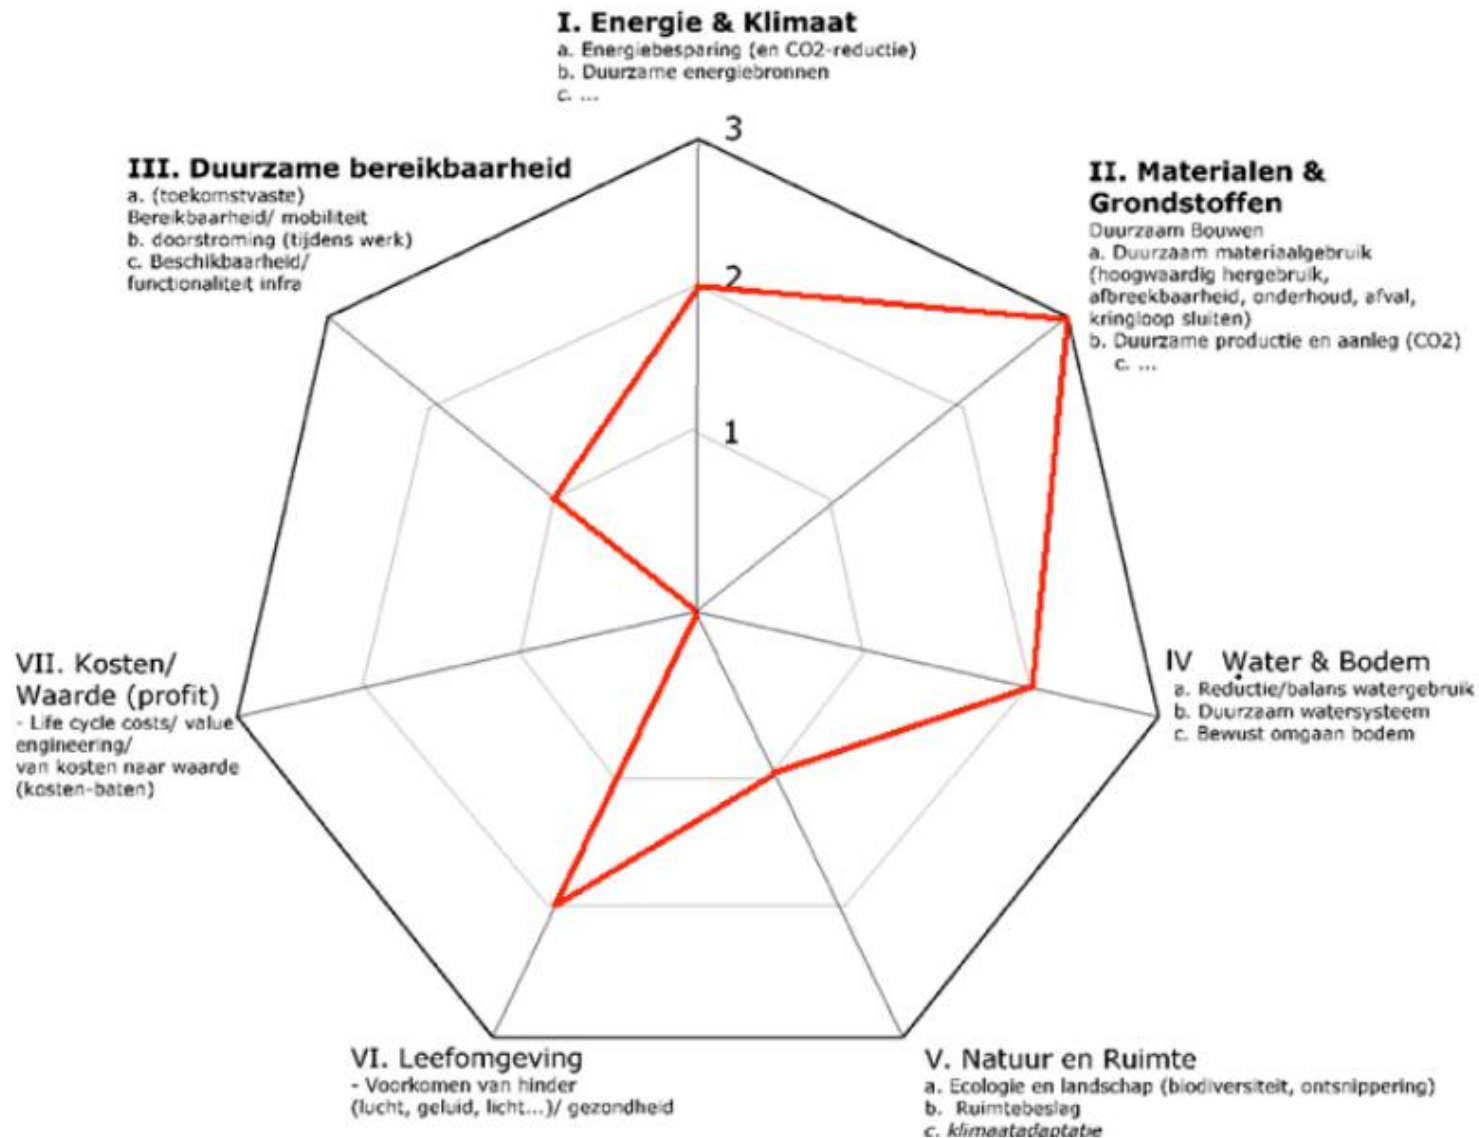 I. Energie & Klimaat
a. Energiebesparing (en CO2-reductie)
b. Duurzame energiebronnen
c. ...
3
III. Duurzame bereikbaarheid
a. (toekomstvaste)
Bereikbaarheid/ mobiliteit
b. doorstroming (tijdens werk)
c. Beschikbaarheid/
functionaliteit infra
II. Materialen &
Grondstoffen
Duurzaam Bouwen
a. Duurzaam materiaalgebruik
(hoogwaardig hergebruik,
afbreekbaarheid, onderhoud, afval,
kringloop sluiten)
b. Duurzame productie en aanleg (CO2)
c. ...
2
1
VII. Kosten/
Waarde (profit)
- Life cycle costs/ value
engineering/
van kosten naar waarde
(kosten-baten)
IV Water & Bodem
a. Reductie/balans watergebruik
b. Duurzaam watersysteem
c. Bewust omgaan bodem
VI. Leefomgeving
- Voorkomen van hinder
(lucht, geluid, licht...)/ gezondheid
V. Natuur en Ruimte
a. Ecologie en landschap (biodiversiteit, ontsnippering)
b. Ruimtebeslag
c. klimaatadaptatie